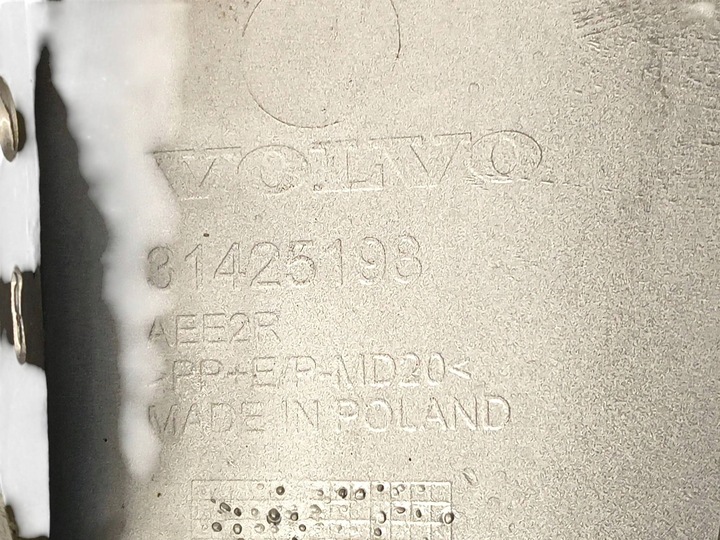 VOLVO
31425198
AEE2R
>PP+E/P-MD20<
MADE IN POLAND